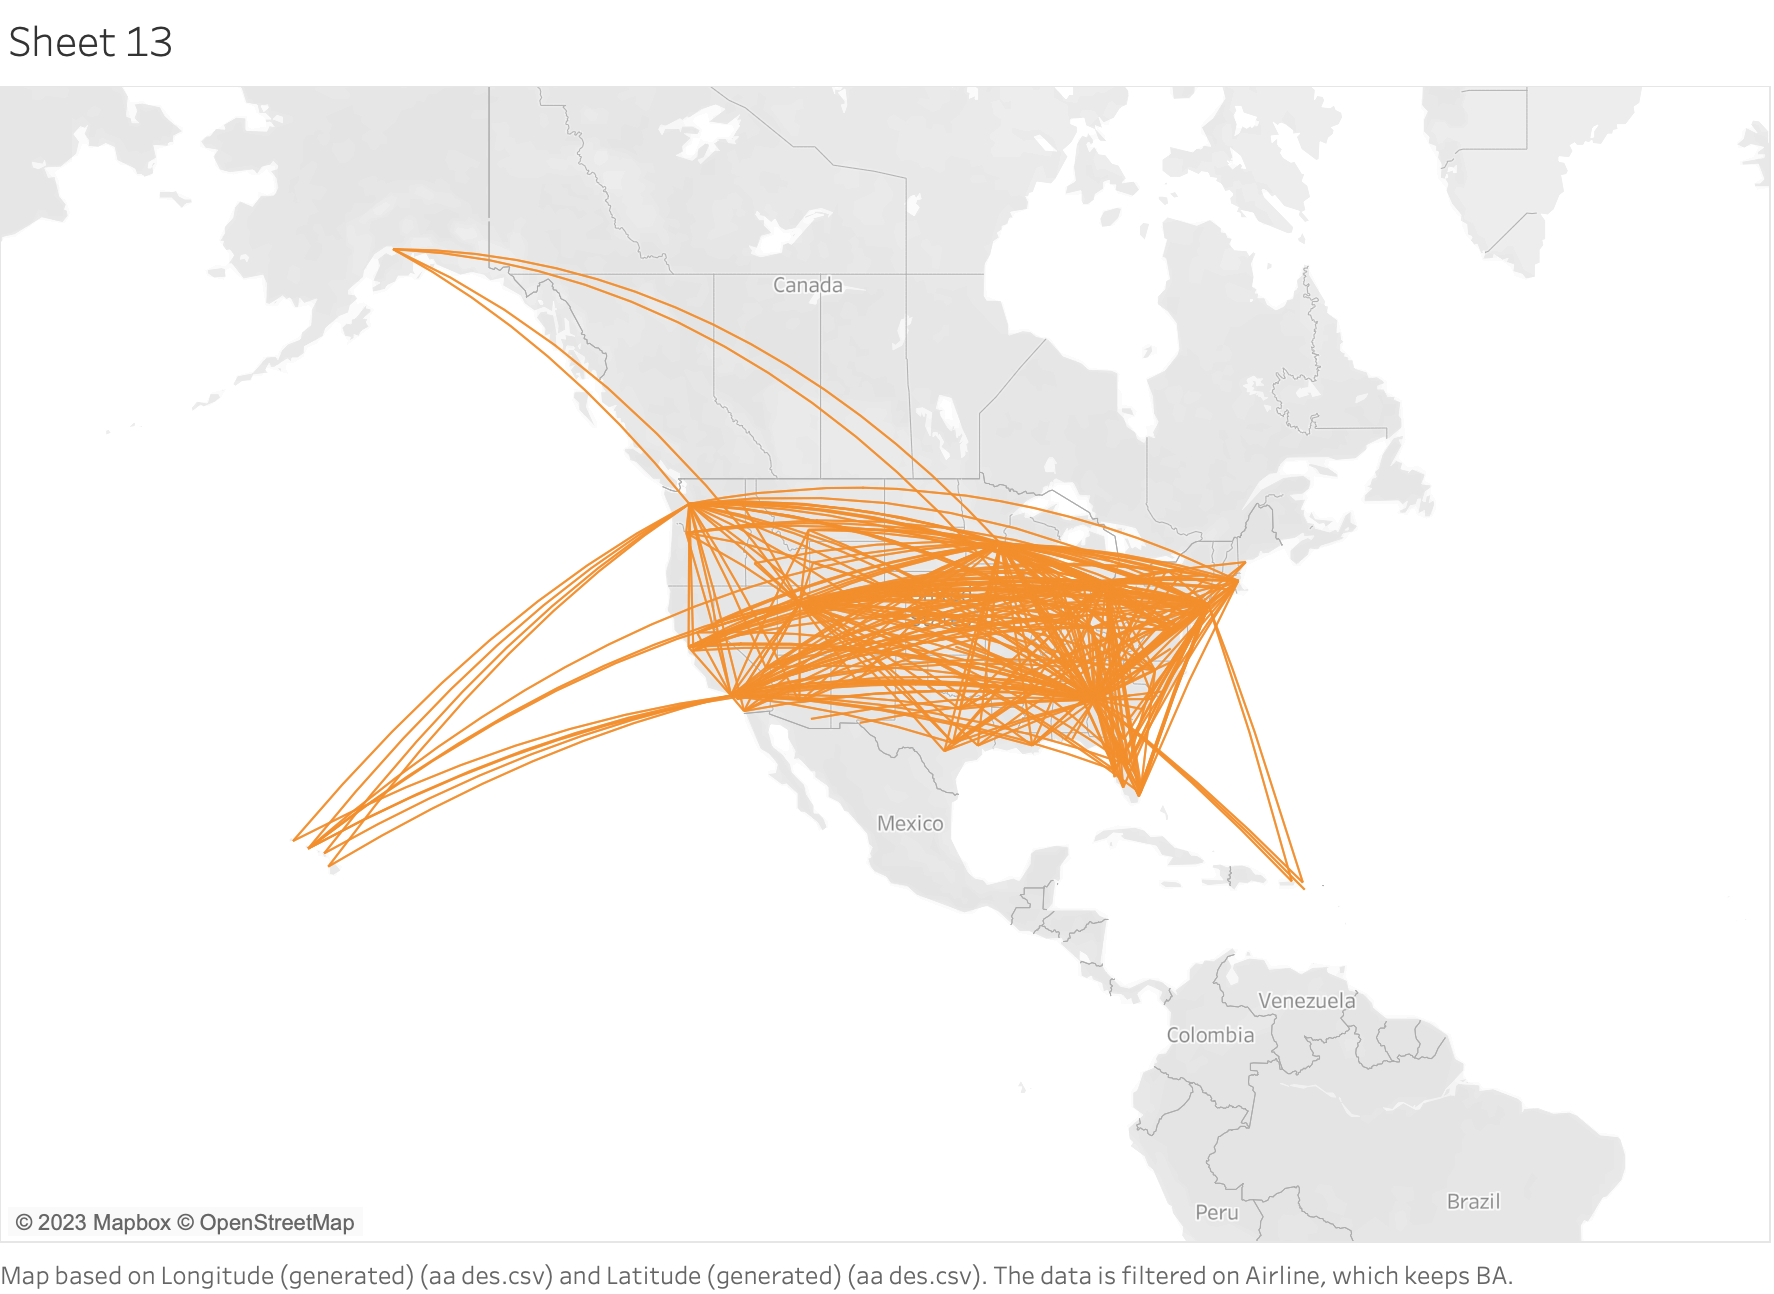 Sheet 13
Canada
Mexico
Venezuela
Colombia
Brazil
Peru
© 2023 Mapbox © OpenStreetMap
Map based on Longitude (generated) (aa des.csv) and Latitude (generated) (aa des.csv). The data is filtered on Airline, which keeps BA.